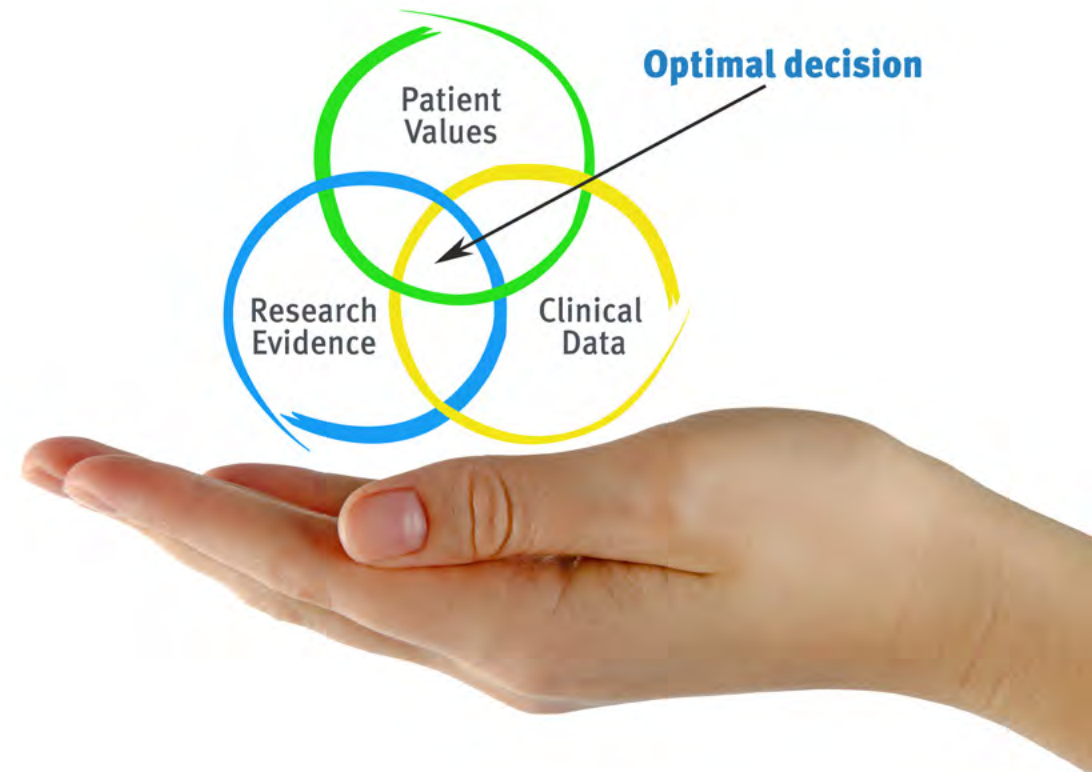 Optimal decision
Patient
Values
Research
Evidence
Clinical
Data